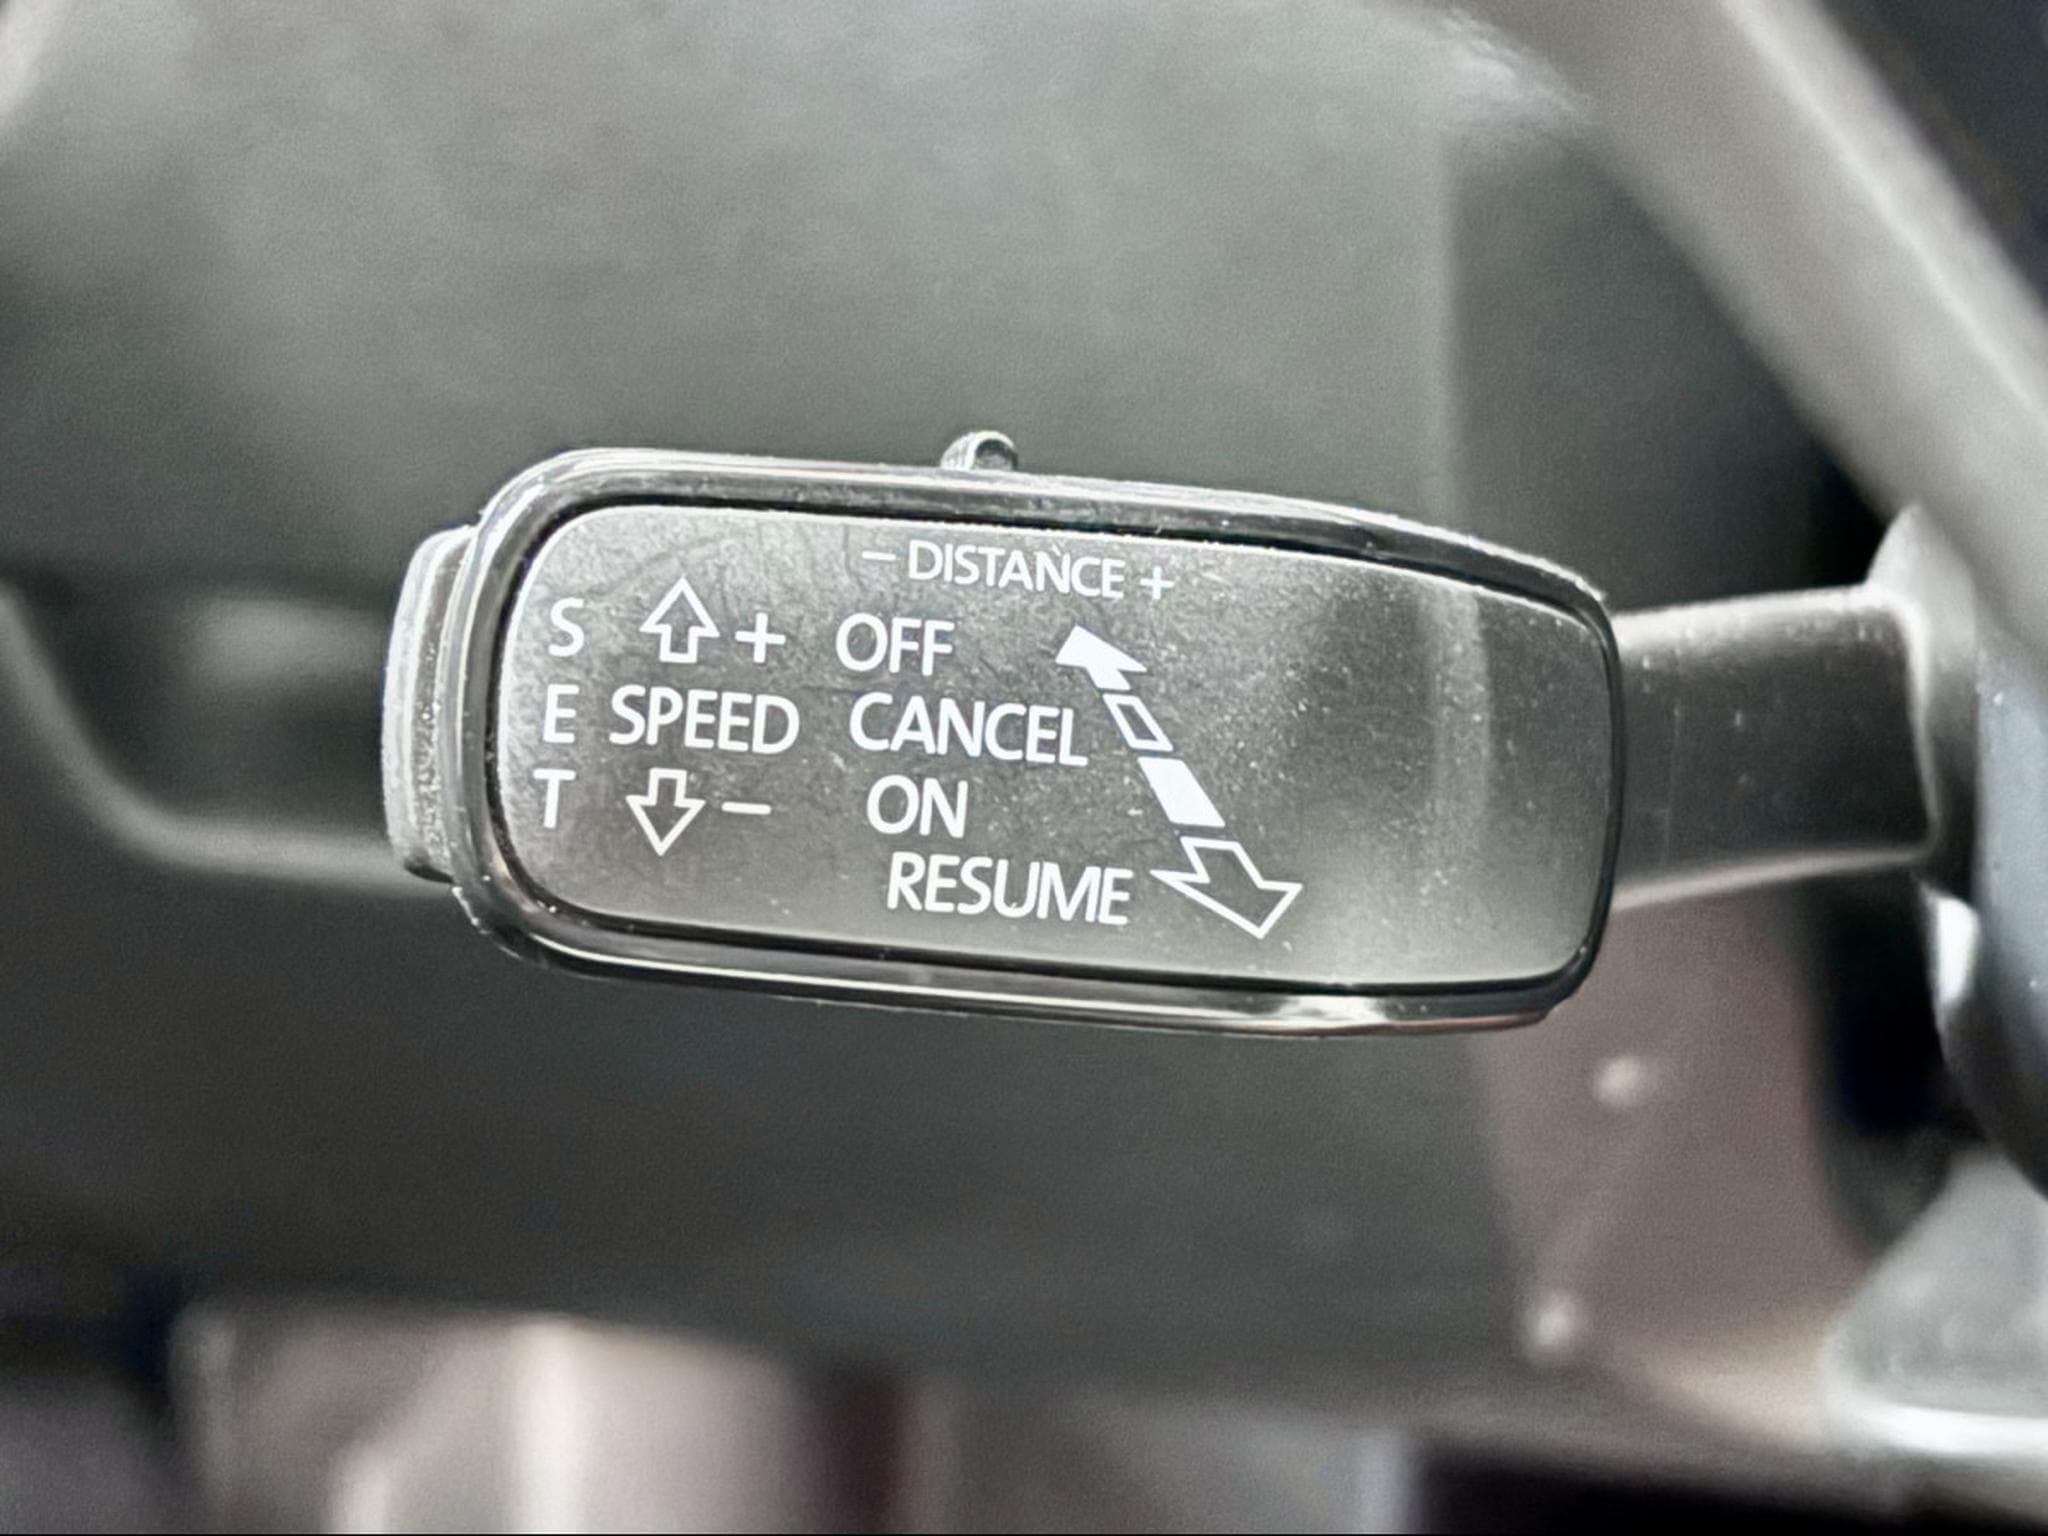 – DISTANCE +
S + OFF
E SPEED CANCEL
T – ON
RESUME